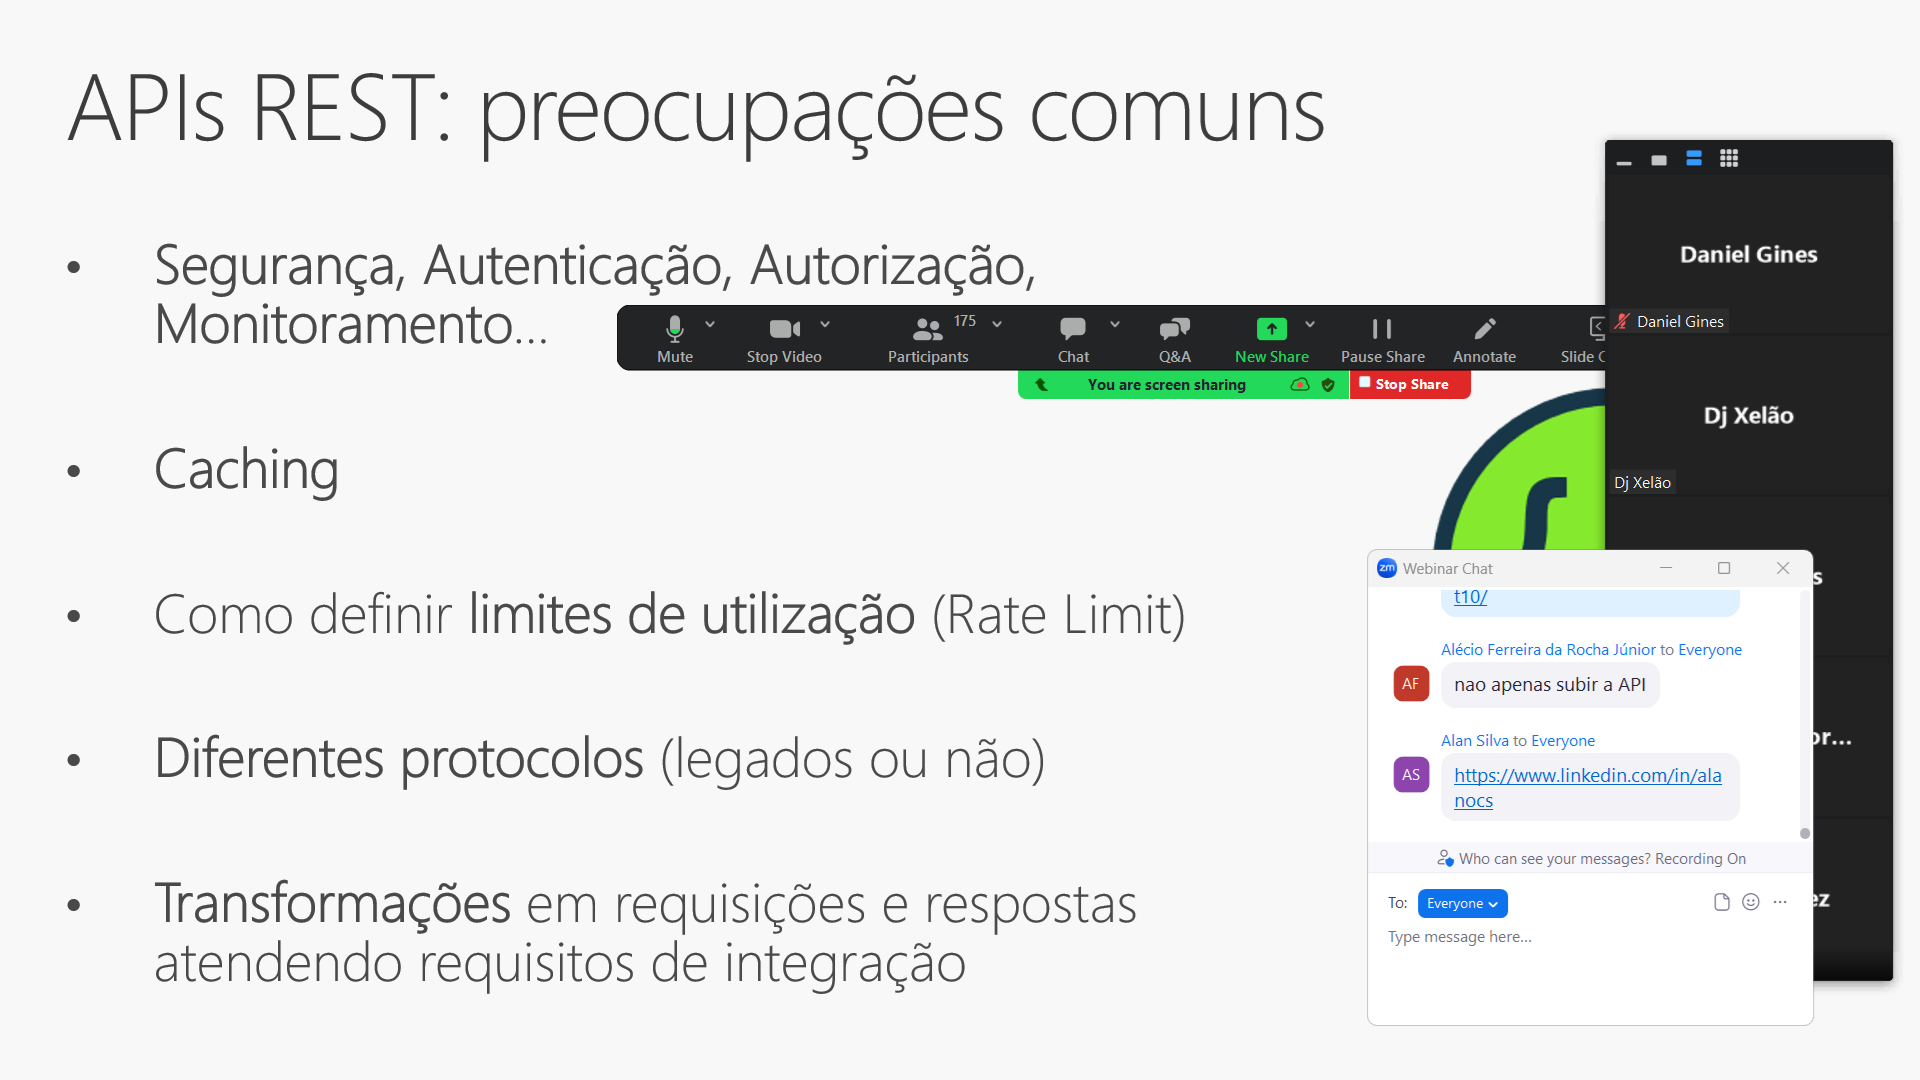 APIs REST: preocupações comuns
• Segurança, Autenticação, Autorização,
Monitoramento...
• Caching
• Como definir limites de utilização (Rate Limit)
• Diferentes protocolos (legados ou não)
• Transformações em requisições e respostas
atendendo requisitos de integração
Mute
Stop Video
175
Participants
Chat
Q&A
New Share
Pause Share
Annotate
Slide C
You are screen sharing
Stop Share
Daniel Gines
Daniel Gines
Dj Xelão
Dj Xelão
s
or...
ez
zm Webinar Chat
t10/
Alécio Ferreira da Rocha Júnior to Everyone
AF
nao apenas subir a API
Alan Silva to Everyone
AS
https://www.linkedin.com/in/ala
nocs
Who can see your messages? Recording On
To: Everyone
Type message here...